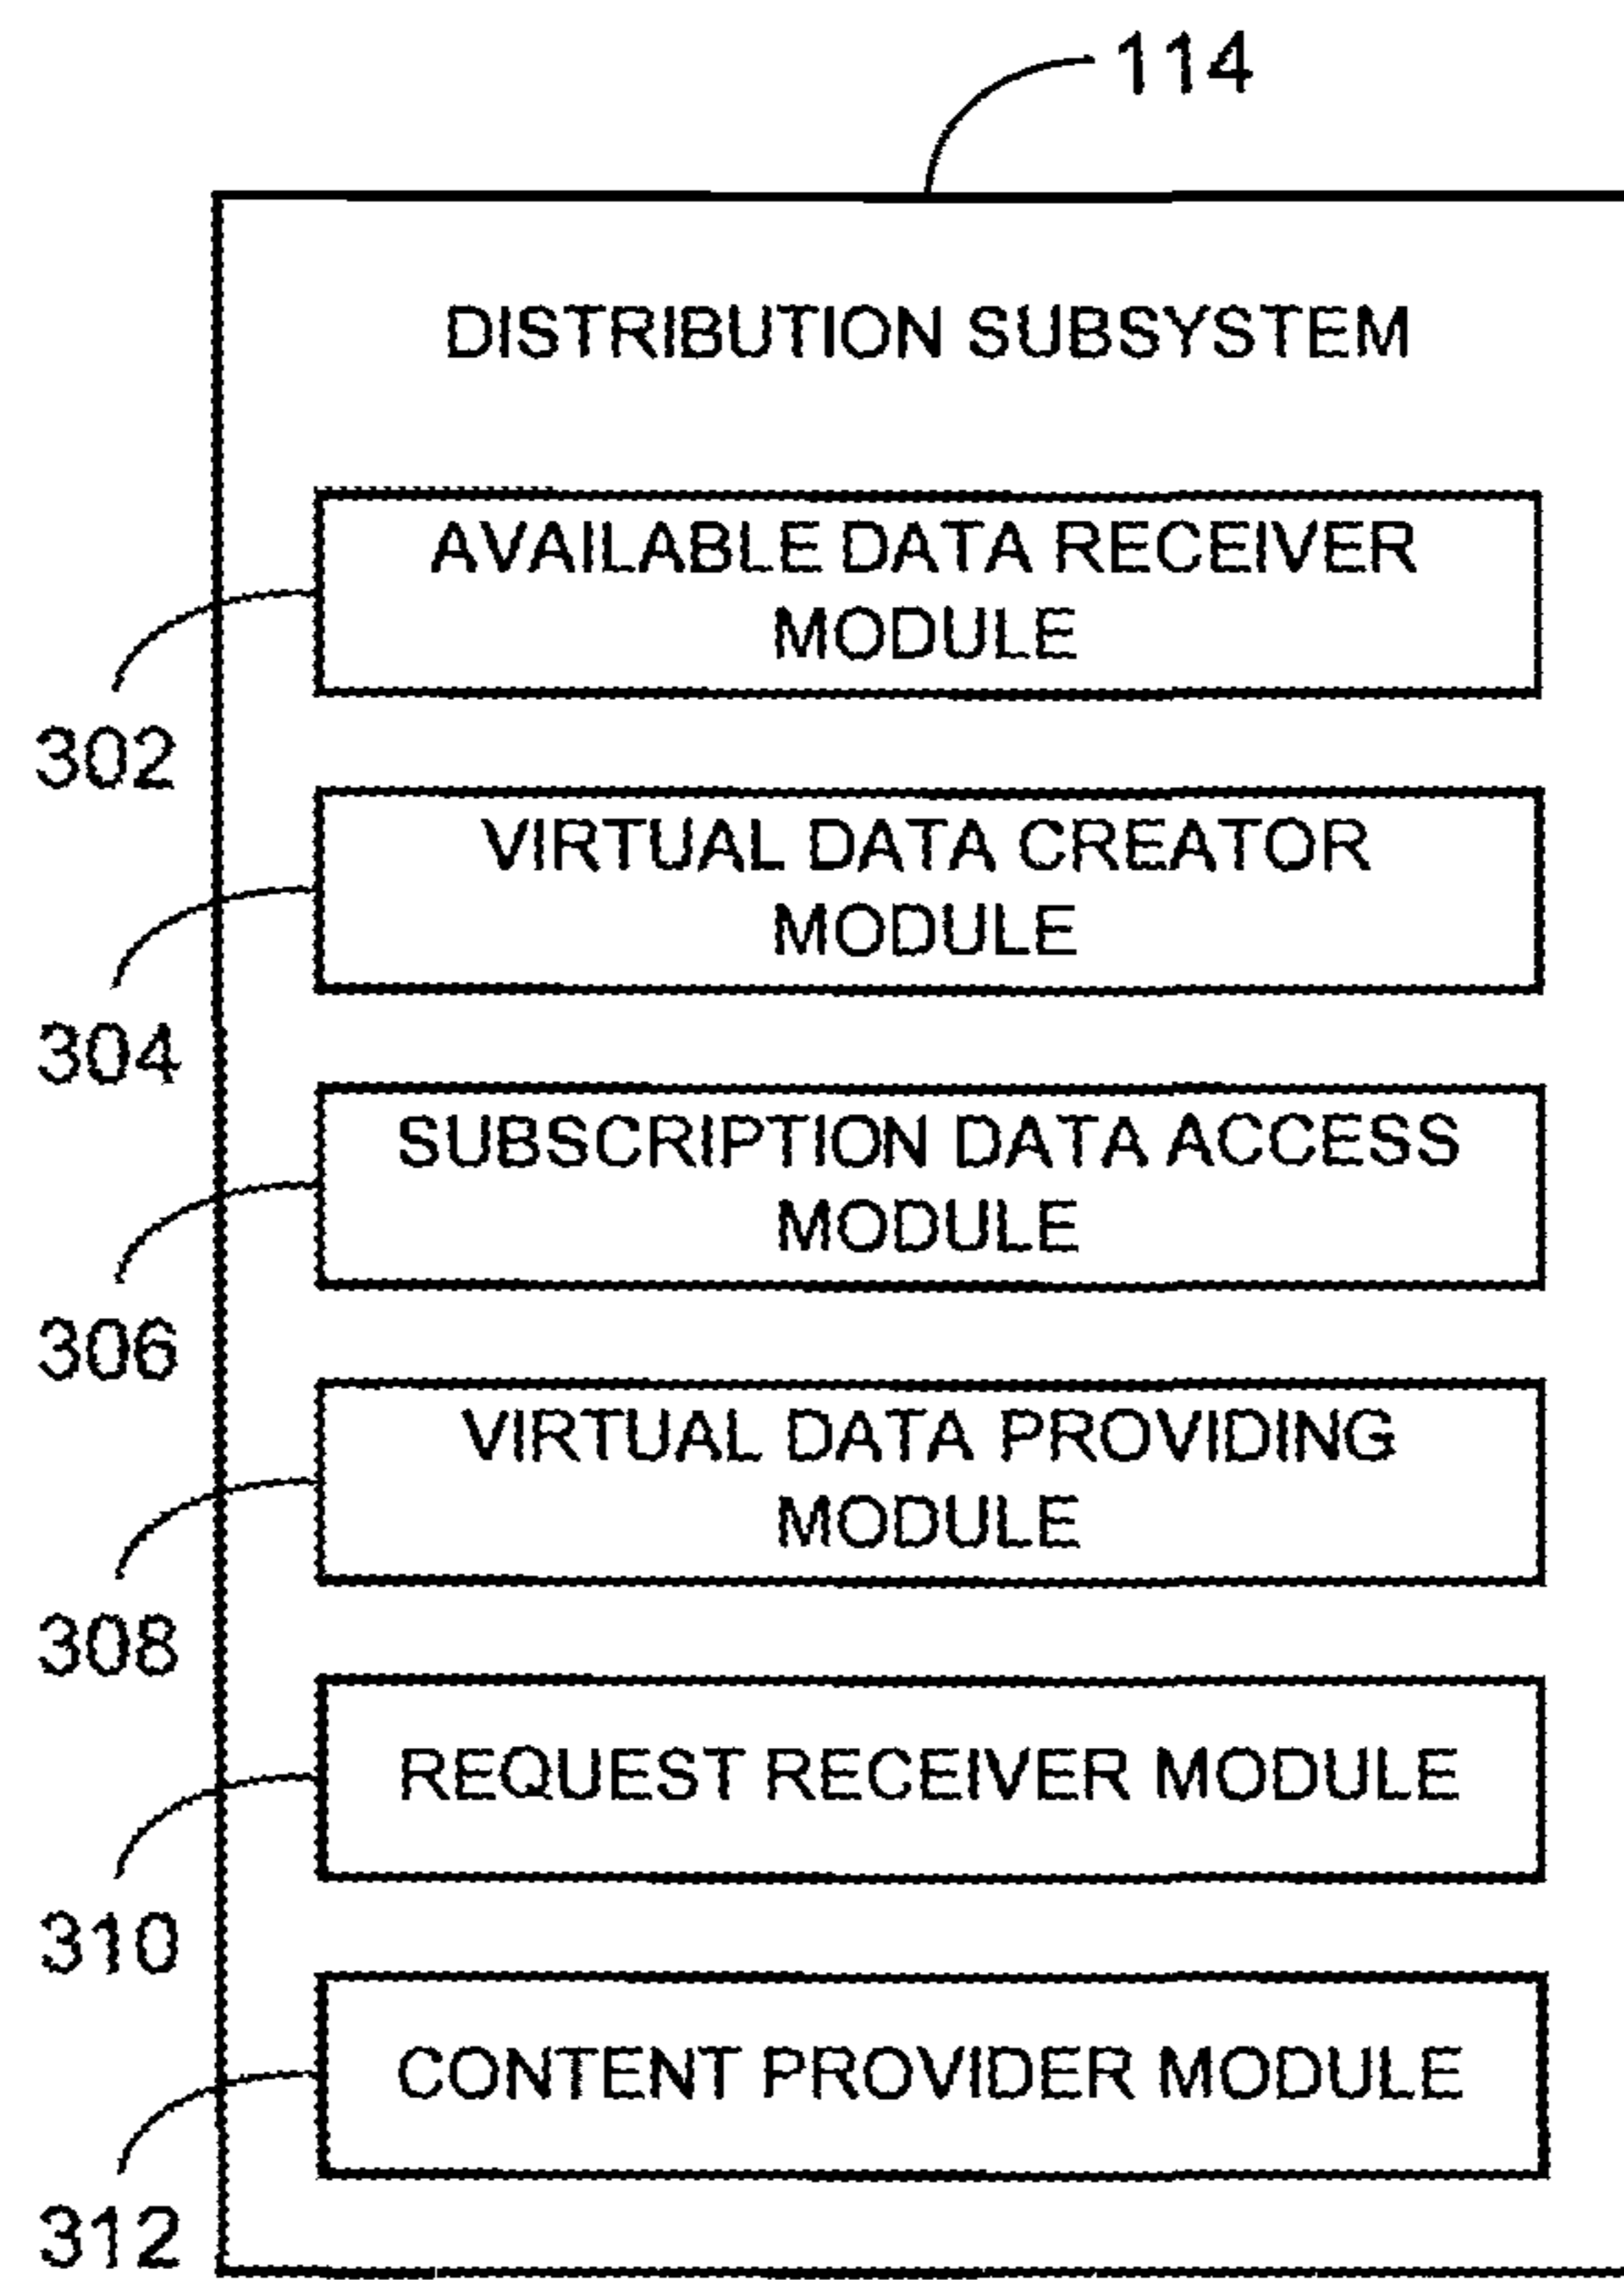 114
DISTRIBUTION SUBSYSTEM
AVAILABLE DATA RECEIVER
MODULE
302
VIRTUAL DATA CREATOR
MODULE
304
SUBSCRIPTION DATA ACCESS
MODULE
306
VIRTUAL DATA PROVIDING
MODULE
308
REQUEST RECEIVER MODULE
310
CONTENT PROVIDER MODULE
312